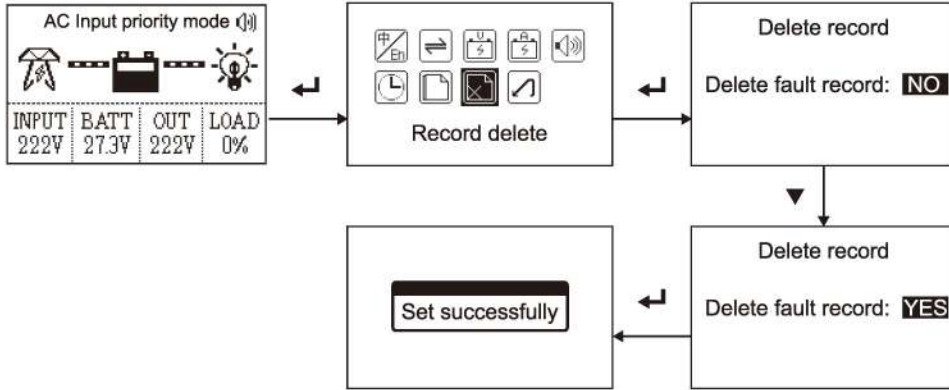 AC Input priority mode
INPUT BATT OUT LOAD
222V 27.3V 222V 0%
中/En
U A
Record delete
Delete record
Delete fault record: NO
Delete record
Delete fault record: YES
Set successfully